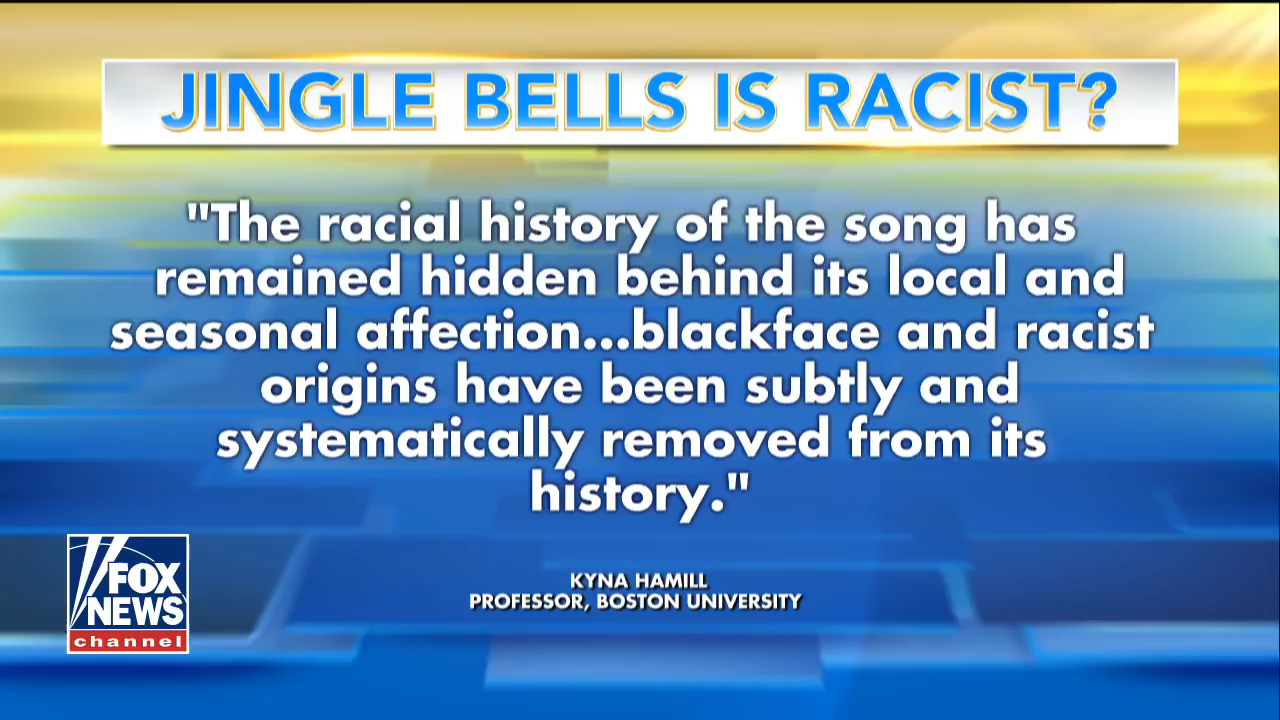 JINGLE BELLS IS RACIST?
"The racial history of the song has
remained hidden behind its local and
seasonal affection...blackface and racist
origins have been subtly and
systematically removed from its
history."
KYNA HAMILL
PROFESSOR, BOSTON UNIVERSITY
FOX
NEWS
channel